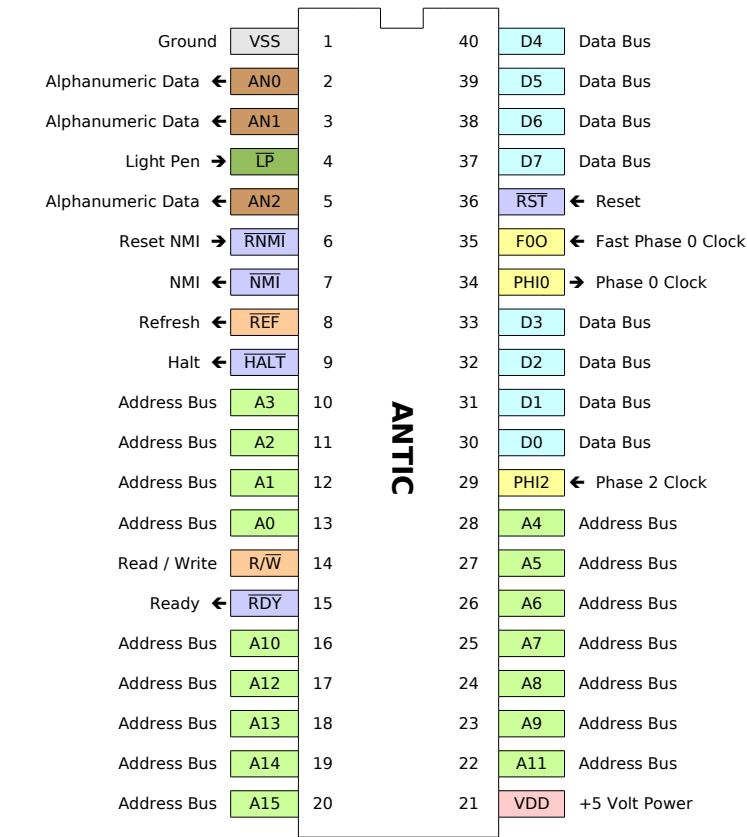 Ground VSS 1 40 D4 Data Bus
Alphanumeric Data 🡰 AN0 2 39 D5 Data Bus
Alphanumeric Data 🡰 AN1 3 38 D6 Data Bus
Light Pen 🡲 L̅P̅ 4 37 D7 Data Bus
Alphanumeric Data 🡰 AN2 5 36 R̅S̅T̅ 🡰 Reset
Reset NMI 🡲 R̅N̅M̅I̅ 6 35 F0O 🡰 Fast Phase 0 Clock
NMI 🡰 N̅M̅I̅ 7 34 PHI0 🡲 Phase 0 Clock
Refresh 🡰 R̅E̅F̅ 8 33 D3 Data Bus
Halt 🡰 H̅A̅L̅T̅ 9 32 D2 Data Bus
Address Bus A3 10 31 D1 Data Bus
Address Bus A2 11 30 D0 Data Bus
Address Bus A1 12 29 PHI2 🡰 Phase 2 Clock
Address Bus A0 13 28 A4 Address Bus
Read / Write R/W̅ 14 27 A5 Address Bus
Ready 🡰 R̅D̅Y̅ 15 26 A6 Address Bus
Address Bus A10 16 25 A7 Address Bus
Address Bus A12 17 24 A8 Address Bus
Address Bus A13 18 23 A9 Address Bus
Address Bus A14 19 22 A11 Address Bus
Address Bus A15 20 21 VDD +5 Volt Power
ANTIC